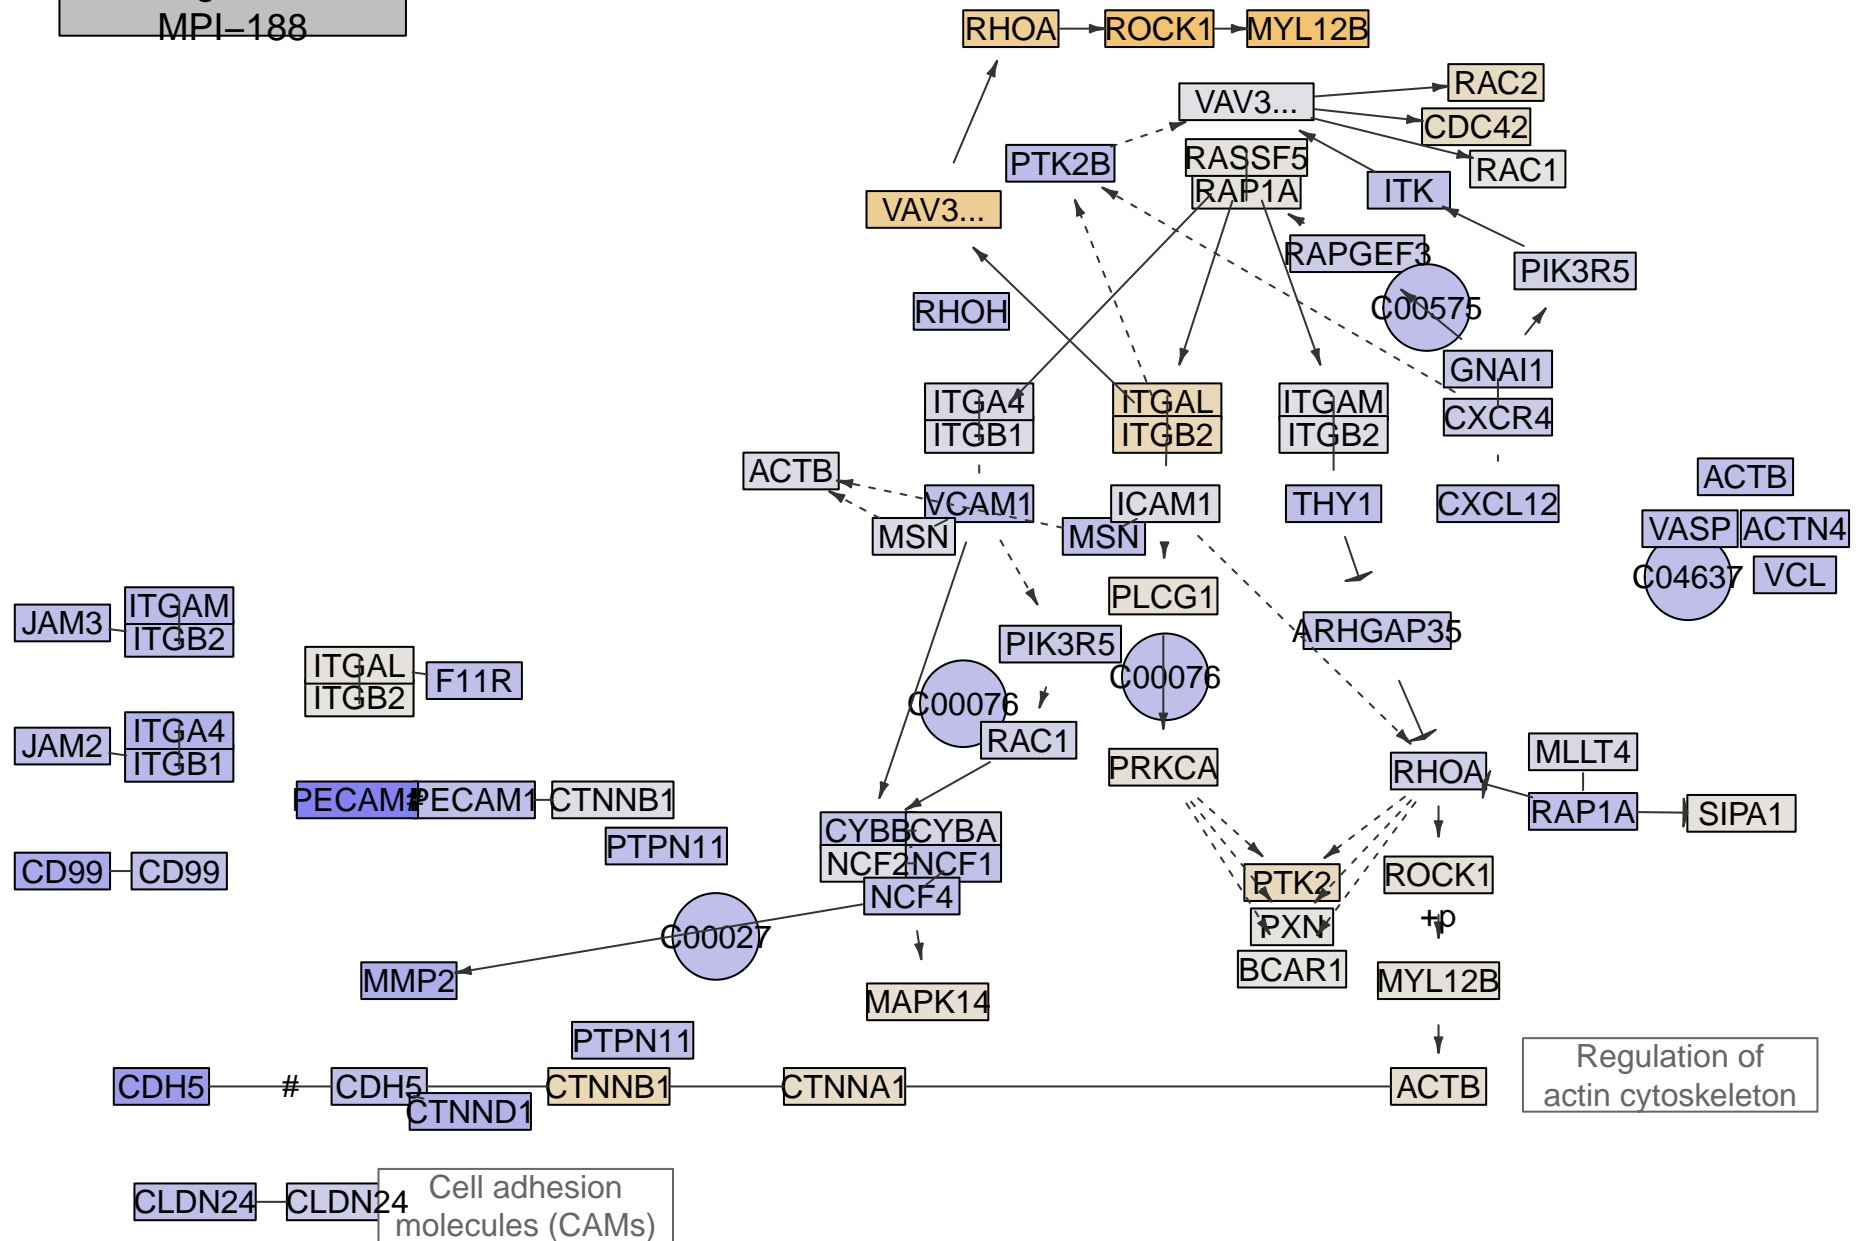 MPI–188
RHOA
ROCK1
MYL12B
RAC2
VAV3...
CDC42
RASSF5
PTK2B
RAC1
RAP1A
ITK
VAV3...
RAPGEF3
PIK3R5
RHOH
C00575
GNAI1
ITGA4
ITGAL
ITGAM
CXCR4
ITGB1
ITGB2
ITGB2
ACTB
ACTB
VCAM1
ICAM1
THY1
CXCL12
MSN
MSN
VASP
ACTN4
C04637
VCL
PLCG1
ITGAM
JAM3
ITGB2
ARHGAP35
PIK3R5
ITGAL
F11R
ITGB2
C00076
C00076
ITGA4
JAM2
ITGB1
RAC1
MLLT4
PRKCA
RHOA
PECAM1
#
PECAM1
CTNNB1
RAP1A
SIPA1
CYBB
CYBA
PTPN11
NCF2
NCF1
CD99
CD99
NCF4
PTK2
ROCK1
+p
PXN
C00027
BCAR1
MMP2
MYL12B
MAPK14
PTPN11
Regulation of
actin cytoskeleton
CDH5
#
CDH5
CTNNB1
CTNNA1
ACTB
CTNND1
CLDN24
CLDN24
Cell adhesion
molecules (CAMs)